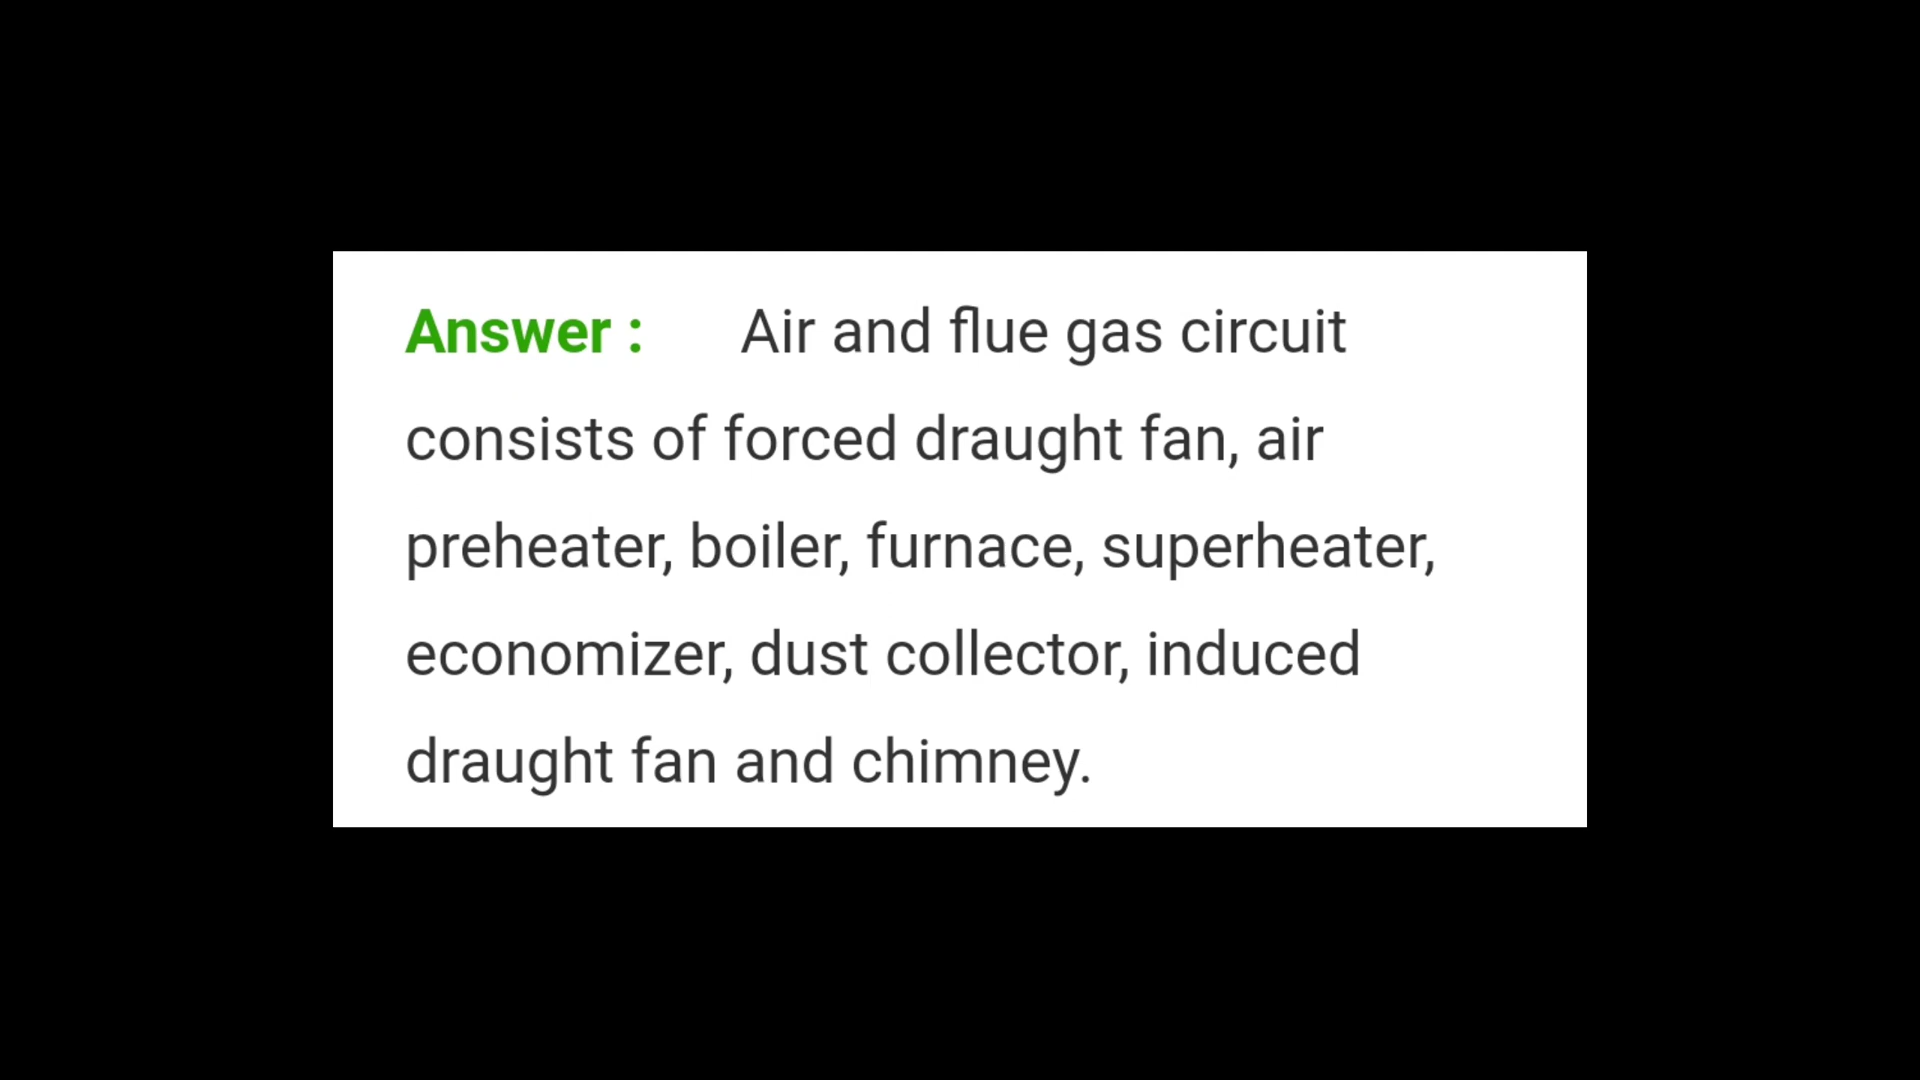 Answer : Air and flue gas circuit
consists of forced draught fan, air
preheater, boiler, furnace, superheater,
economizer, dust collector, induced
draught fan and chimney.